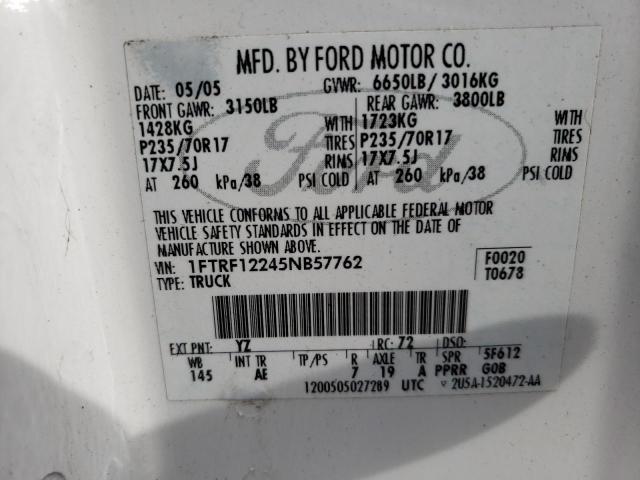 MFD. BY FORD MOTOR CO.
DATE: 05/05 GVWR: 6650LB / 3016KG
FRONT GAWR: 3150LB REAR GAWR: 3800LB
1428KG WITH 1723KG WITH
P235/70R17 TIRES P235/70R17 TIRES
17X7.5J RIMS 17X7.5J RIMS
AT 260 kPa/38 PSI COLD AT 260 kPa/38 PSI COLD
Ford
THIS VEHICLE CONFORMS TO ALL APPLICABLE FEDERAL MOTOR
VEHICLE SAFETY STANDARDS IN EFFECT ON THE DATE OF
MANUFACTURE SHOWN ABOVE.
VIN: 1FTRF12245NB57762 F0020
TYPE: TRUCK T0678
EXT PNT: YZ RC: 72 DSO:
WB INT TR TP/PS R AXLE TR SPR 5F612
145 AE 7 19 A PPRR G0B
1200505027289 UTC 2U5A-1520472-AA